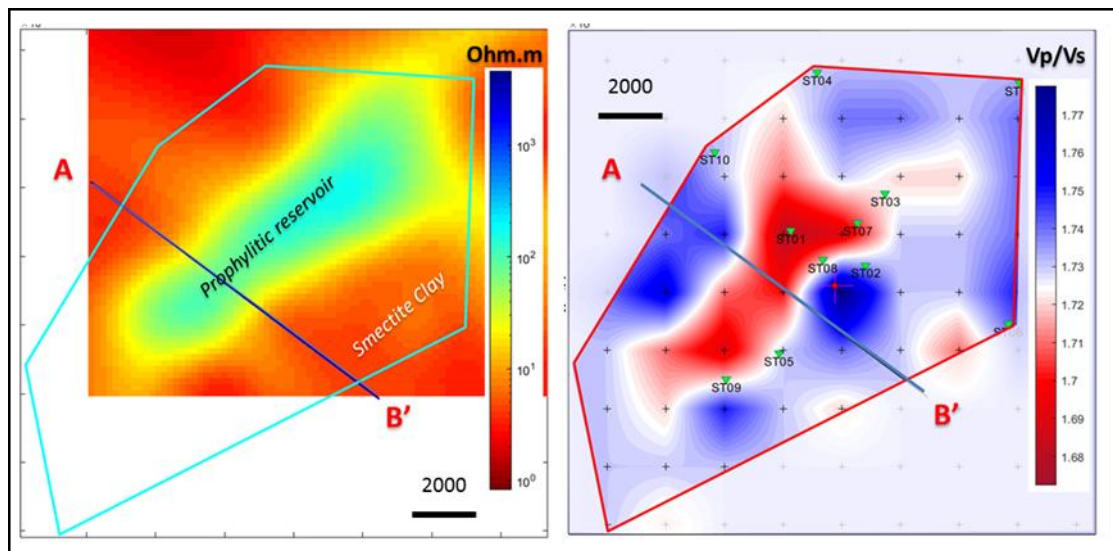 Ohm.m
2000
A
Prophylitic reservoir
Smectite Clay
B'
10³
10²
10¹
10⁰
2000
Vp/Vs
2000
A
B'
ST04
ST10
ST03
ST01
ST07
ST08
ST02
ST05
ST09
1.77
1.76
1.75
1.74
1.73
1.72
1.71
1.7
1.69
1.68